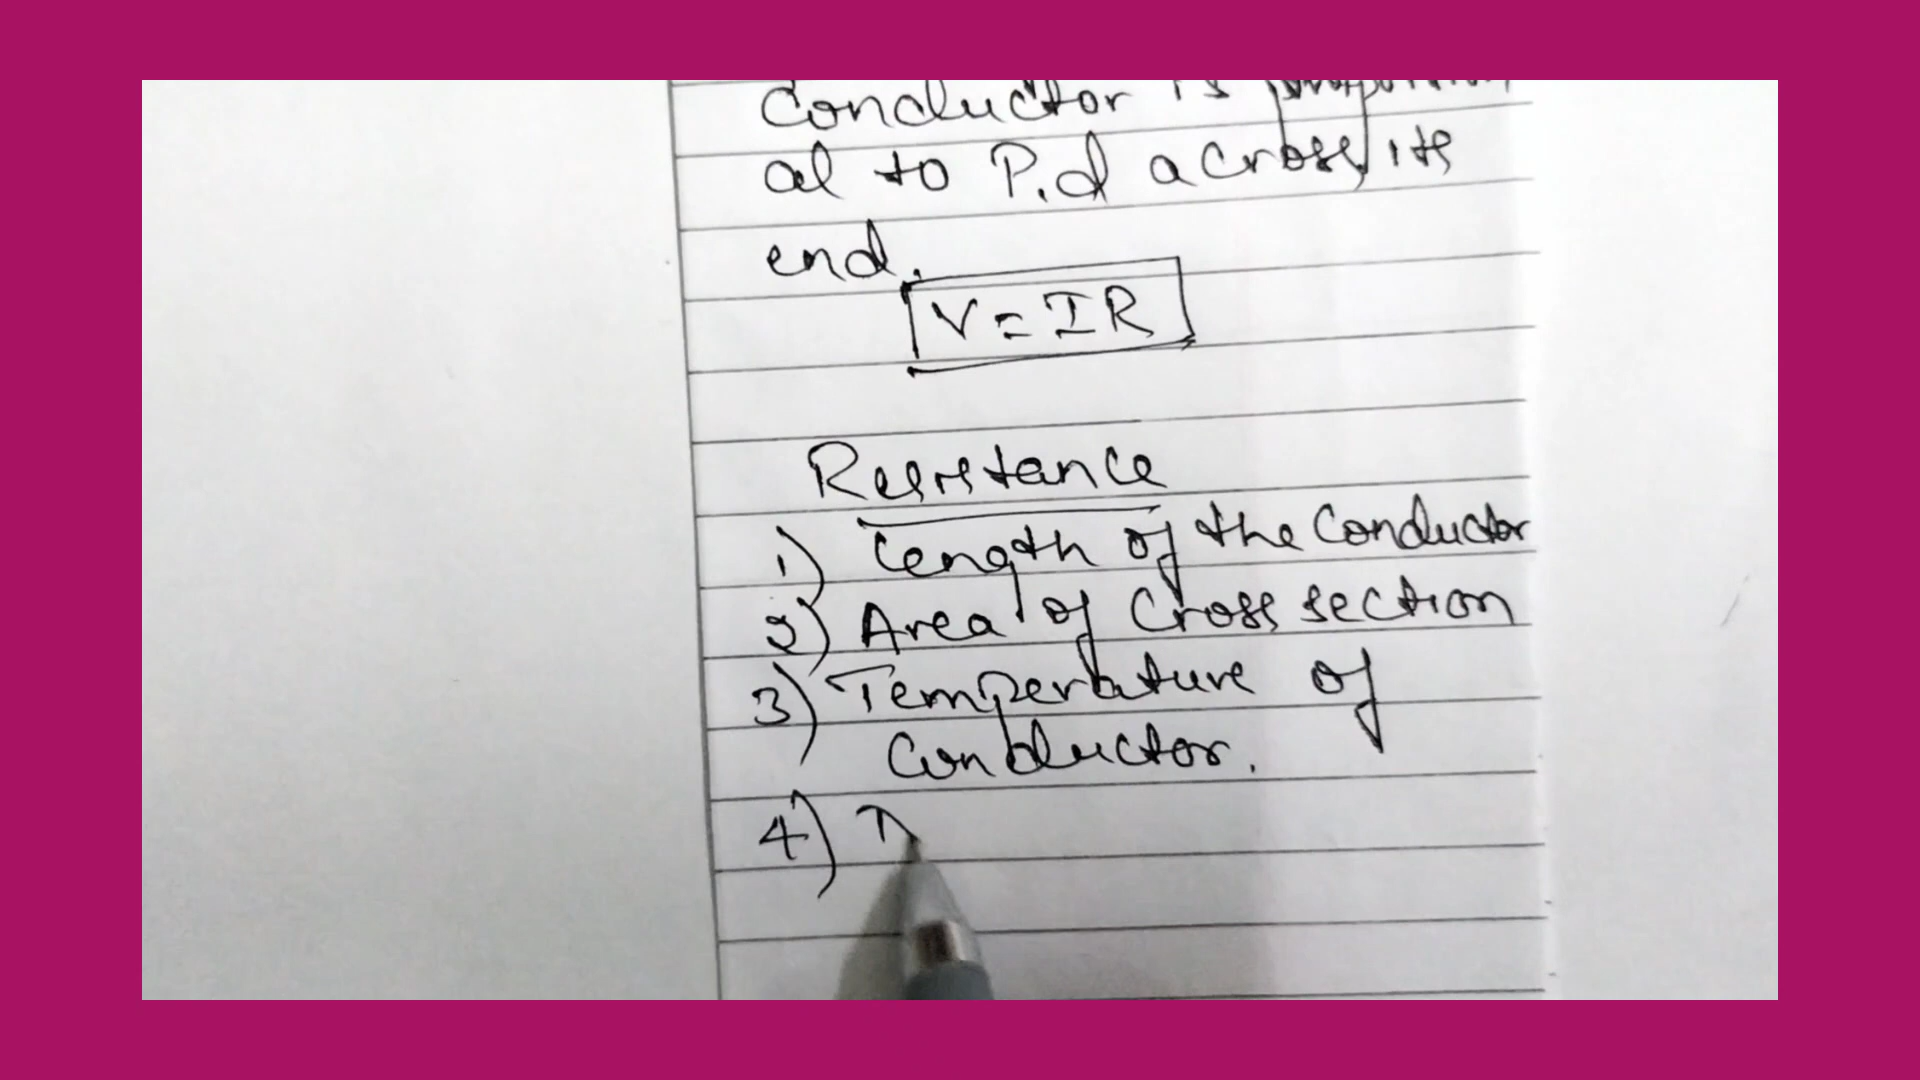 Conductor is
al to P.d across its
end.
V = IR
Resistance
1) Length of the Conductor
2) Area of Cross section
3) Temperature of
Conductor.
4)